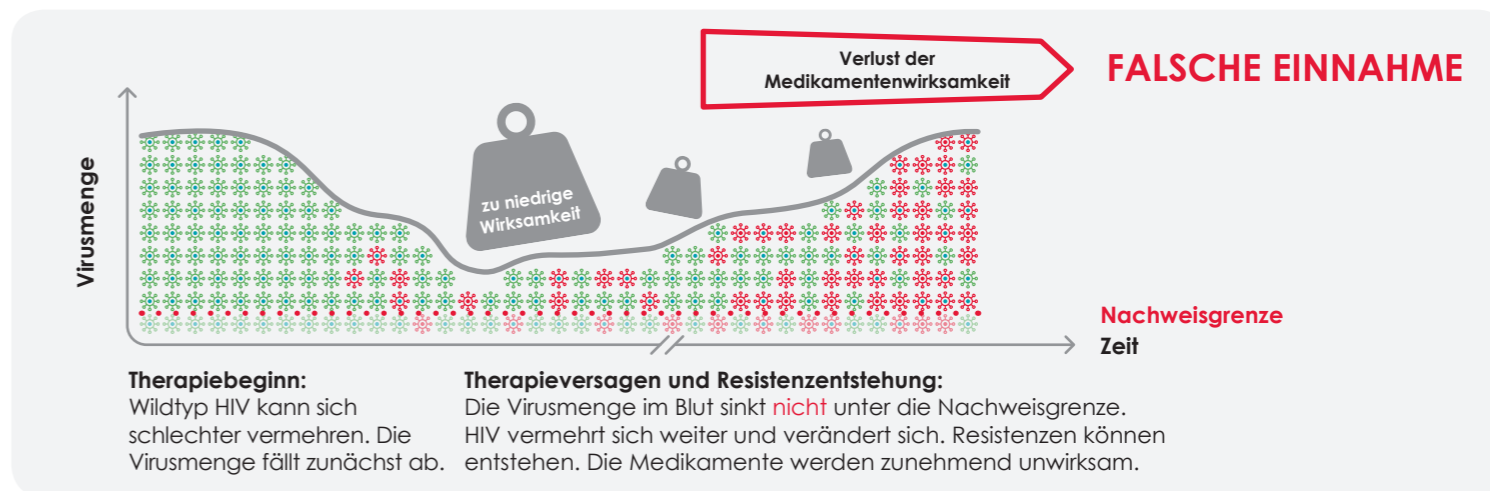 Verlust der
Medikamentenwirksamkeit
FALSCHE EINNAHME
Virusmenge
zu niedrige
Wirksamkeit
Nachweisgrenze
Zeit
Therapiebeginn:
Wildtyp HIV kann sich
schlechter vermehren. Die
Virusmenge fällt zunächst ab.
Therapieversagen und Resistenzentstehung:
Die Virusmenge im Blut sinkt nicht unter die Nachweisgrenze.
HIV vermehrt sich weiter und verändert sich. Resistenzen können
entstehen. Die Medikamente werden zunehmend unwirksam.